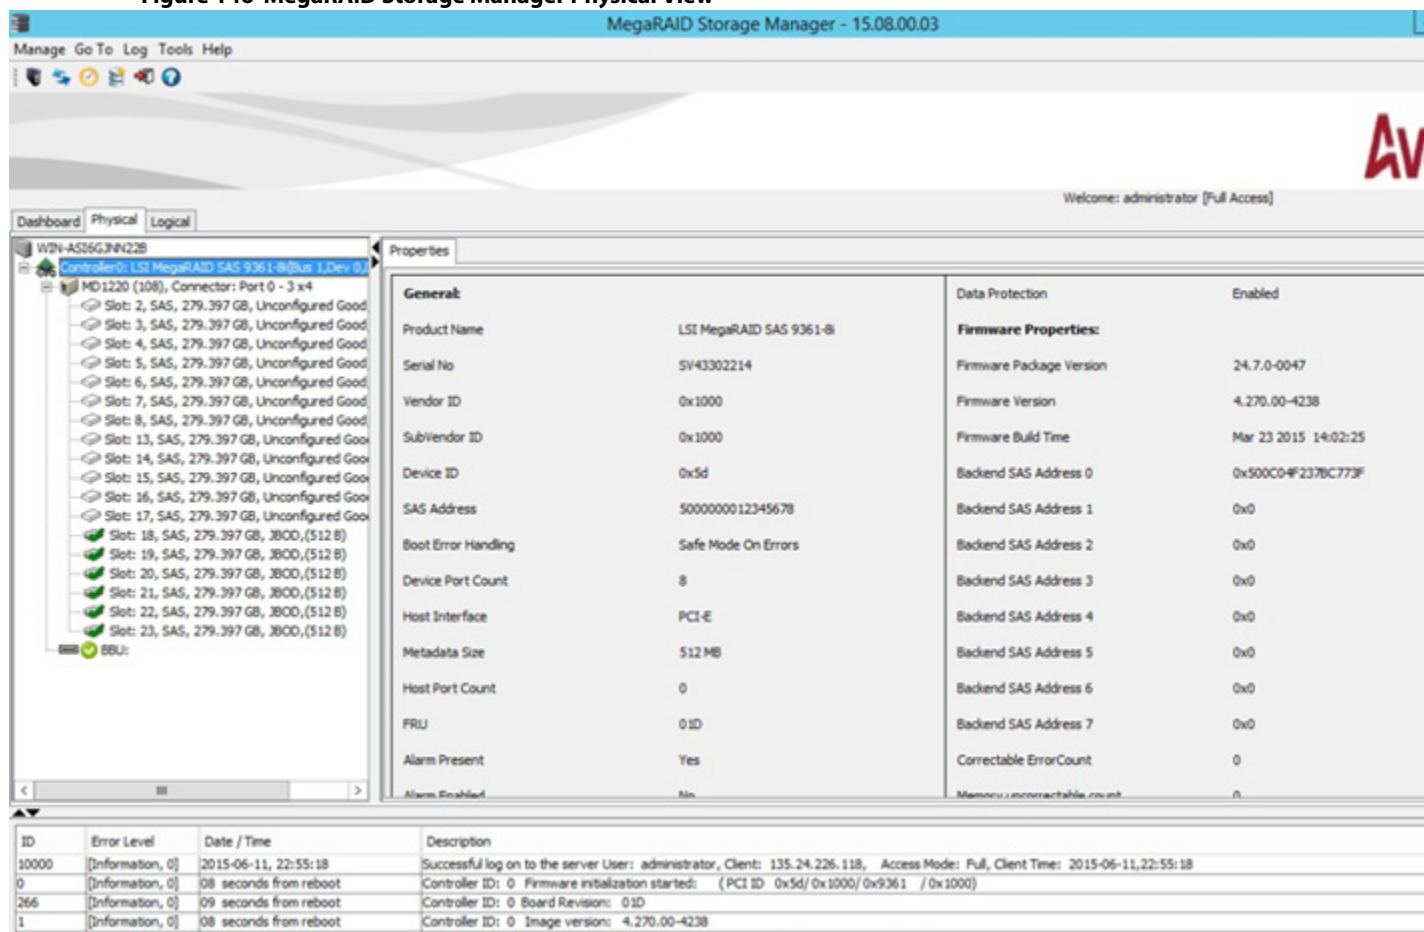 MegaRAID Storage Manager Physical View
MegaRAID Storage Manager - 15.08.00.03
Manage Go To Log Tools Help
Welcome: administrator [Full Access]
Dashboard Physical Logical
WIN-ASI6GJNN22B
Controller0: LSI MegaRAID SAS 9361-8i(Bus 1,Dev 0,
MD1220 (108), Connector: Port 0 - 3 x4
Slot: 2, SAS, 279.397 GB, Unconfigured Good
Slot: 3, SAS, 279.397 GB, Unconfigured Good
Slot: 4, SAS, 279.397 GB, Unconfigured Good
Slot: 5, SAS, 279.397 GB, Unconfigured Good
Slot: 6, SAS, 279.397 GB, Unconfigured Good
Slot: 7, SAS, 279.397 GB, Unconfigured Good
Slot: 8, SAS, 279.397 GB, Unconfigured Good
Slot: 13, SAS, 279.397 GB, Unconfigured Goo
Slot: 14, SAS, 279.397 GB, Unconfigured Goo
Slot: 15, SAS, 279.397 GB, Unconfigured Goo
Slot: 16, SAS, 279.397 GB, Unconfigured Goo
Slot: 17, SAS, 279.397 GB, Unconfigured Goo
Slot: 18, SAS, 279.397 GB, JBOD,(512 B)
Slot: 19, SAS, 279.397 GB, JBOD,(512 B)
Slot: 20, SAS, 279.397 GB, JBOD,(512 B)
Slot: 21, SAS, 279.397 GB, JBOD,(512 B)
Slot: 22, SAS, 279.397 GB, JBOD,(512 B)
Slot: 23, SAS, 279.397 GB, JBOD,(512 B)
BBU:
Properties
General:
Product Name LSI MegaRAID SAS 9361-8i
Serial No SV43302214
Vendor ID 0x1000
SubVendor ID 0x1000
Device ID 0x5d
SAS Address 5000000012345678
Boot Error Handling Safe Mode On Errors
Device Port Count 8
Host Interface PCI-E
Metadata Size 512 MB
Host Port Count 0
FRU 01D
Alarm Present Yes
Alarm Enabled No
Data Protection Enabled
Firmware Properties:
Firmware Package Version 24.7.0-0047
Firmware Version 4.270.00-4238
Firmware Build Time Mar 23 2015 14:02:25
Backend SAS Address 0 0x500C04F237BC773F
Backend SAS Address 1 0x0
Backend SAS Address 2 0x0
Backend SAS Address 3 0x0
Backend SAS Address 4 0x0
Backend SAS Address 5 0x0
Backend SAS Address 6 0x0
Backend SAS Address 7 0x0
Correctable ErrorCount 0
Memory uncorrectable count 0
ID Error Level Date / Time Description
10000 [Information, 0] 2015-06-11, 22:55:18 Successful log on to the server User: administrator, Client: 135.24.226.118, Access Mode: Full, Client Time: 2015-06-11,22:55:18
0 [Information, 0] 08 seconds from reboot Controller ID: 0 Firmware initialization started: (PCI ID 0x5d/ 0x1000/ 0x9361 / 0x1000)
266 [Information, 0] 09 seconds from reboot Controller ID: 0 Board Revision: 01D
1 [Information, 0] 08 seconds from reboot Controller ID: 0 Image version: 4.270.00-4238